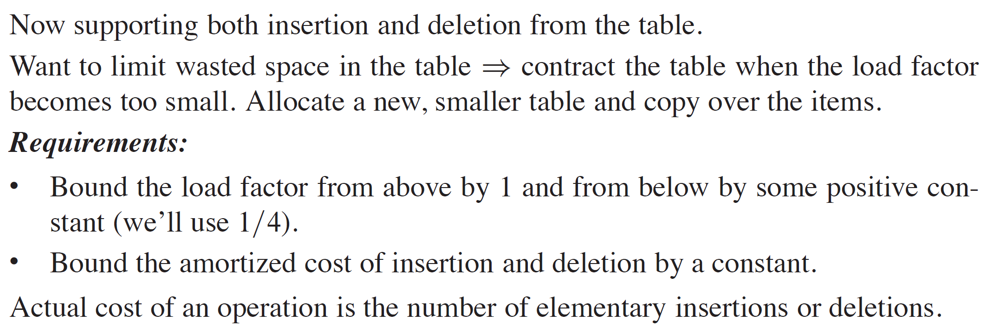 Now supporting both insertion and deletion from the table.
Want to limit wasted space in the table ⇒ contract the table when the load factor
becomes too small. Allocate a new, smaller table and copy over the items.
Requirements:
• Bound the load factor from above by 1 and from below by some positive con-
stant (we’ll use 1/4).
• Bound the amortized cost of insertion and deletion by a constant.
Actual cost of an operation is the number of elementary insertions or deletions.